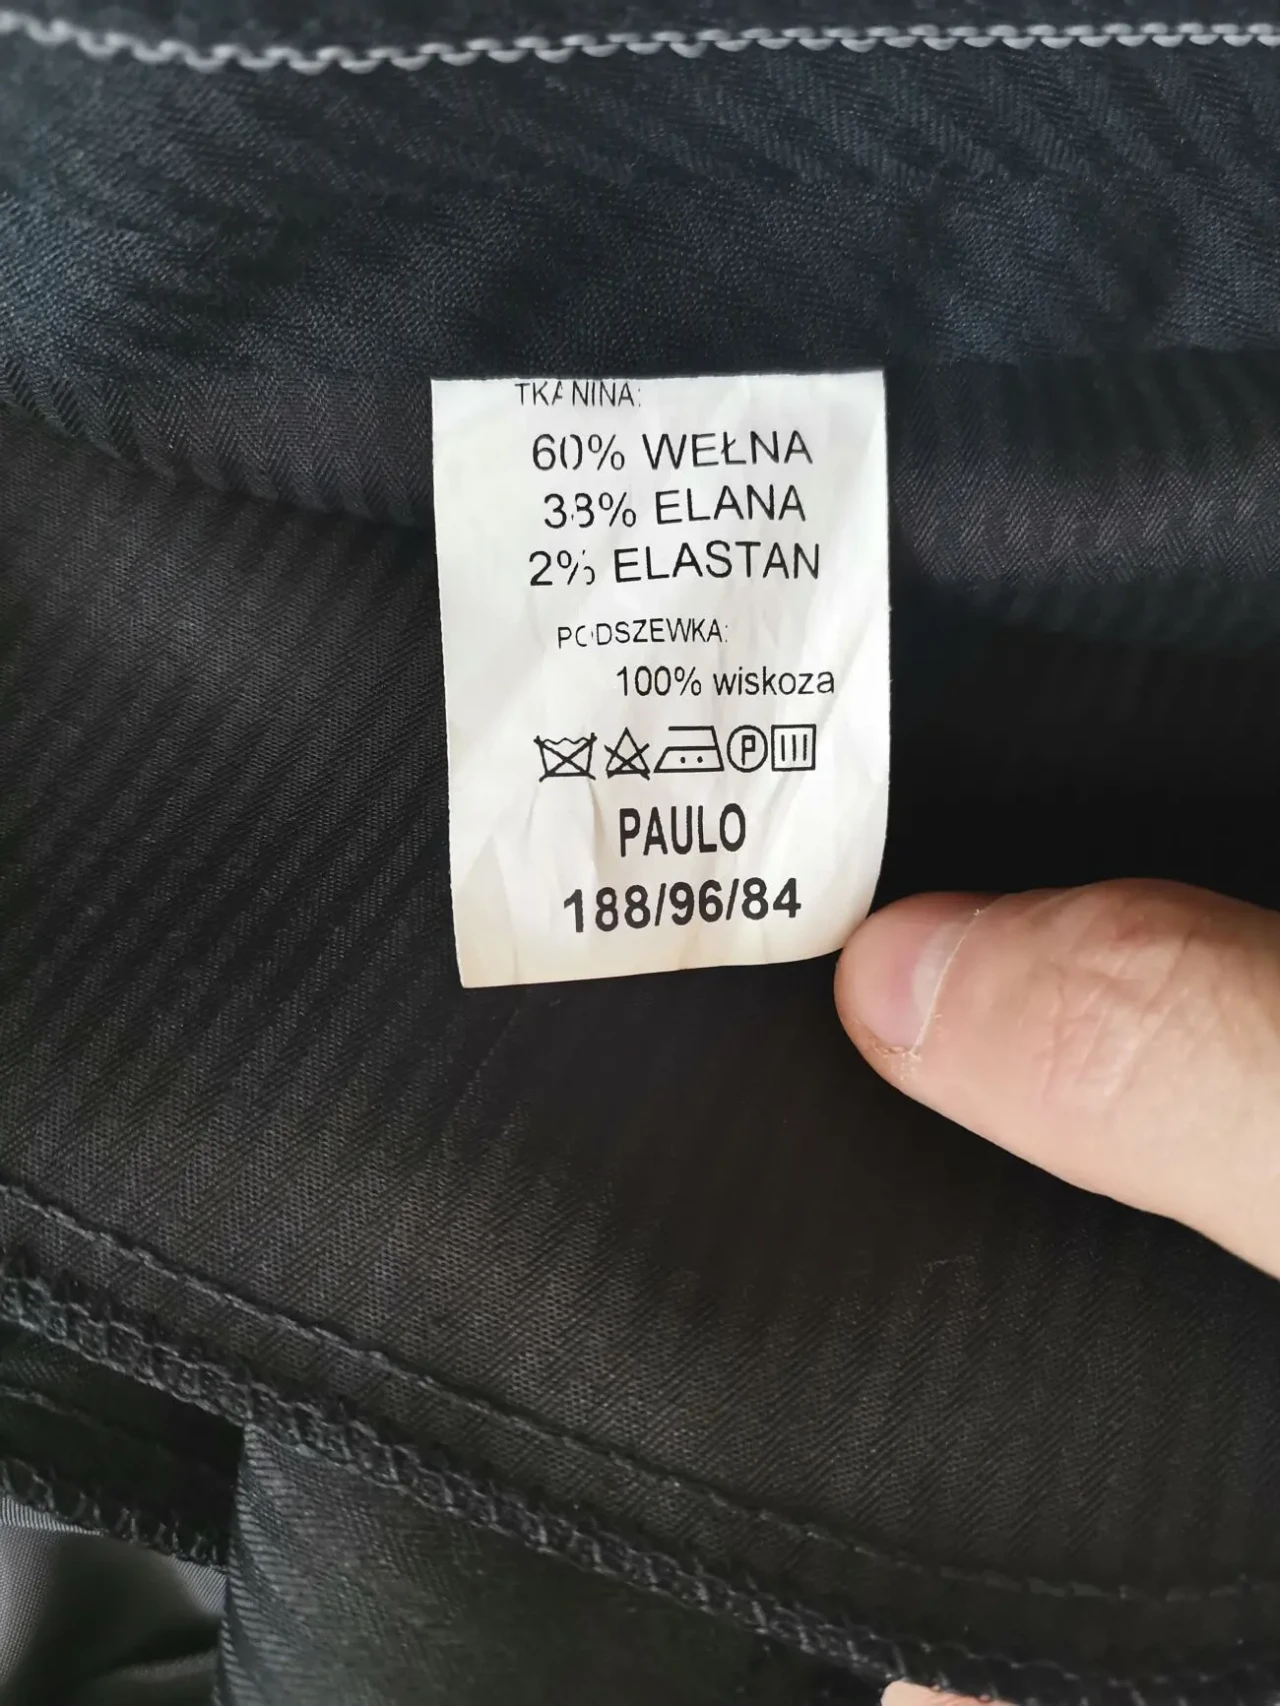 TKANINA:
60% WEŁNA
38% ELANA
2% ELASTAN
PODSZEWKA:
100% wiskoza
P
PAULO
188/96/84